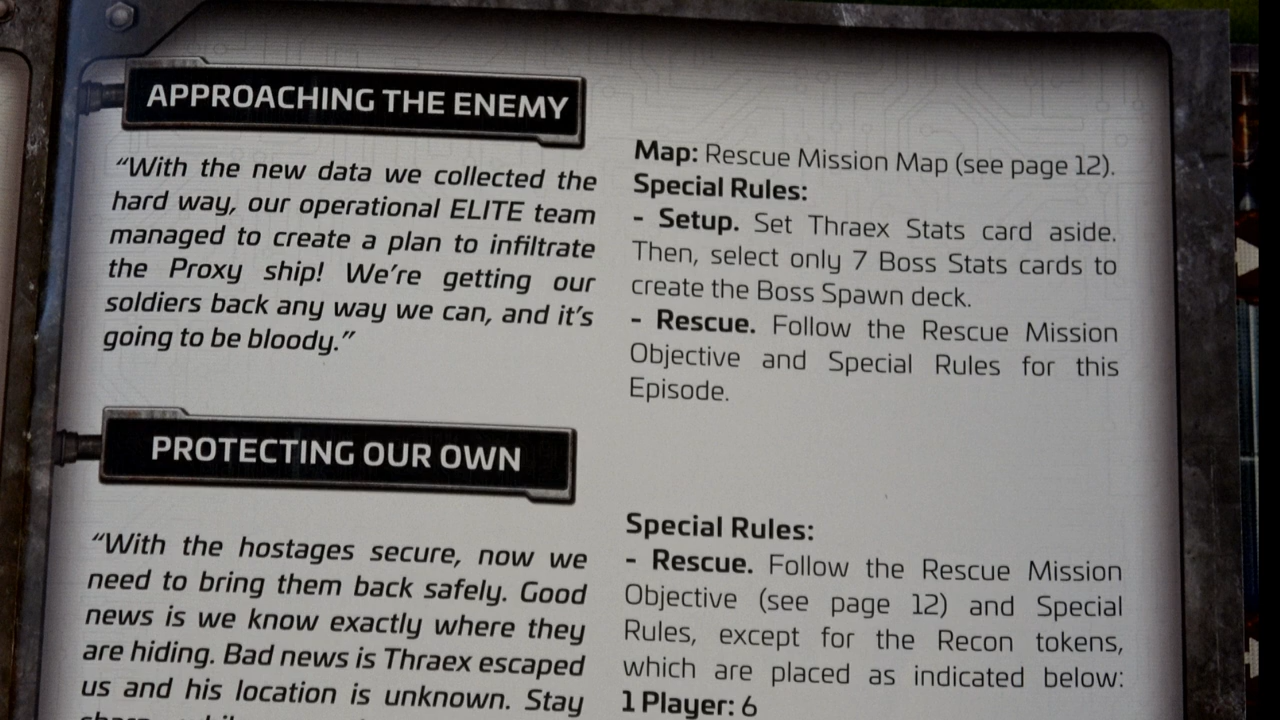 APPROACHING THE ENEMY
“With the new data we collected the
hard way, our operational ELITE team
managed to create a plan to infiltrate
the Proxy ship! We’re getting our
soldiers back any way we can, and it’s
going to be bloody.”
Map: Rescue Mission Map (see page 12).
Special Rules:
- Setup. Set Thraex Stats card aside.
Then, select only 7 Boss Stats cards to
create the Boss Spawn deck.
- Rescue. Follow the Rescue Mission
Objective and Special Rules for this
Episode.
PROTECTING OUR OWN
“With the hostages secure, now we
need to bring them back safely. Good
news is we know exactly where they
are hiding. Bad news is Thraex escaped
us and his location is unknown. Stay
Special Rules:
- Rescue. Follow the Rescue Mission
Objective (see page 12) and Special
Rules, except for the Recon tokens,
which are placed as indicated below:
1 Player: 6